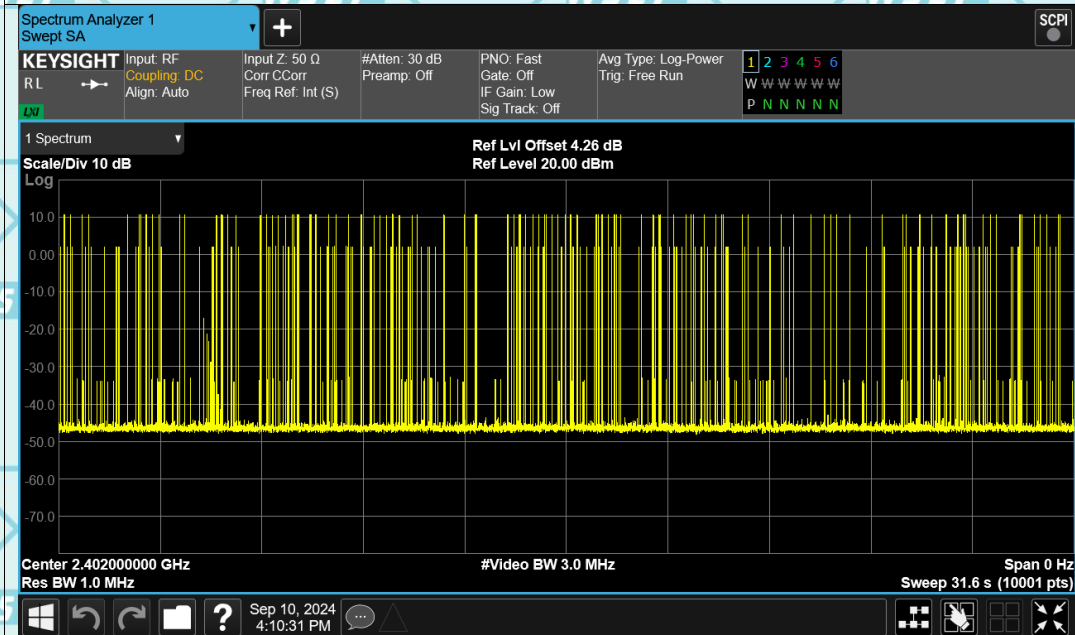 Spectrum Analyzer 1
Swept SA
+
SCPI
KEYSIGHT
R L
LXI
Input: RF
Coupling: DC
Align: Auto
Input Z: 50 Ω
Corr CCorr
Freq Ref: Int (S)
#Atten: 30 dB
Preamp: Off
PNO: Fast
Gate: Off
IF Gain: Low
Sig Track: Off
Avg Type: Log-Power
Trig: Free Run
1 2 3 4 5 6
W W W W W W
P N N N N N
1 Spectrum
Scale/Div 10 dB
Ref Lvl Offset 4.26 dB
Ref Level 20.00 dBm
Log
10.0
0.00
-10.0
-20.0
-30.0
-40.0
-50.0
-60.0
-70.0
Center 2.402000000 GHz
#Video BW 3.0 MHz
Span 0 Hz
Res BW 1.0 MHz
Sweep 31.6 s (10001 pts)
?
Sep 10, 2024
4:10:31 PM